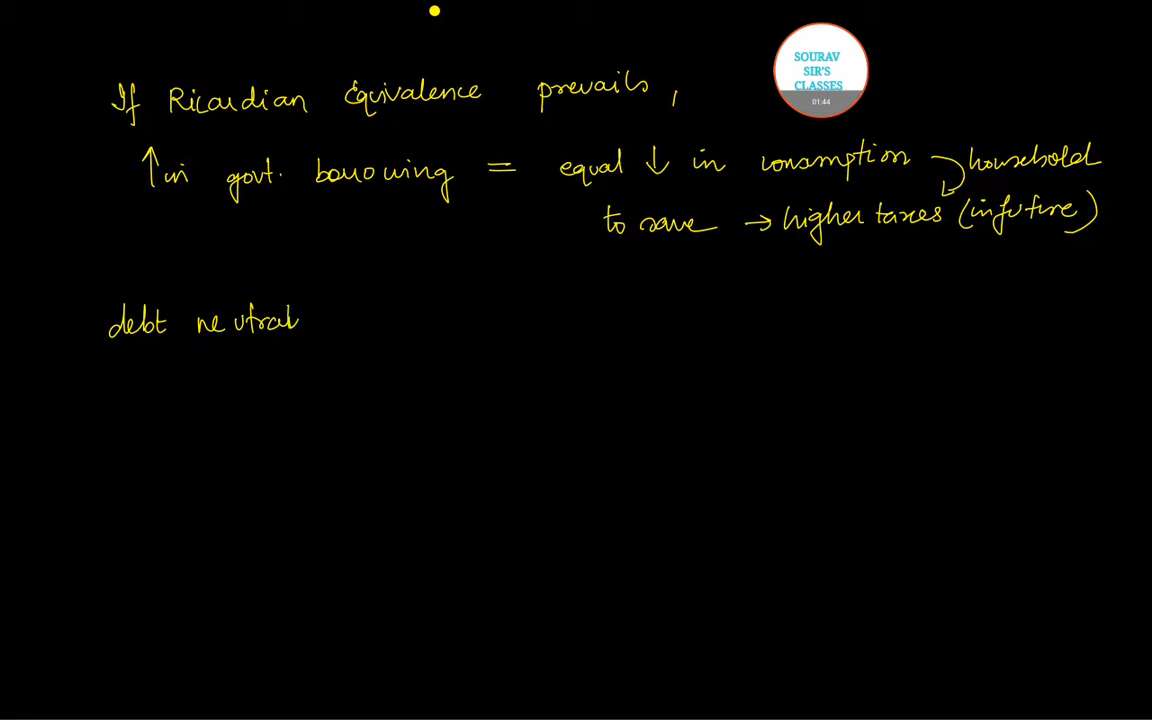 SOURAV
SIR'S
CLASSES
01:44
If Ricardian Equivalence prevails,
↑ in govt. borrowing = equal ↓ in consumption household
to save → higher taxes (in future)
debt neutral